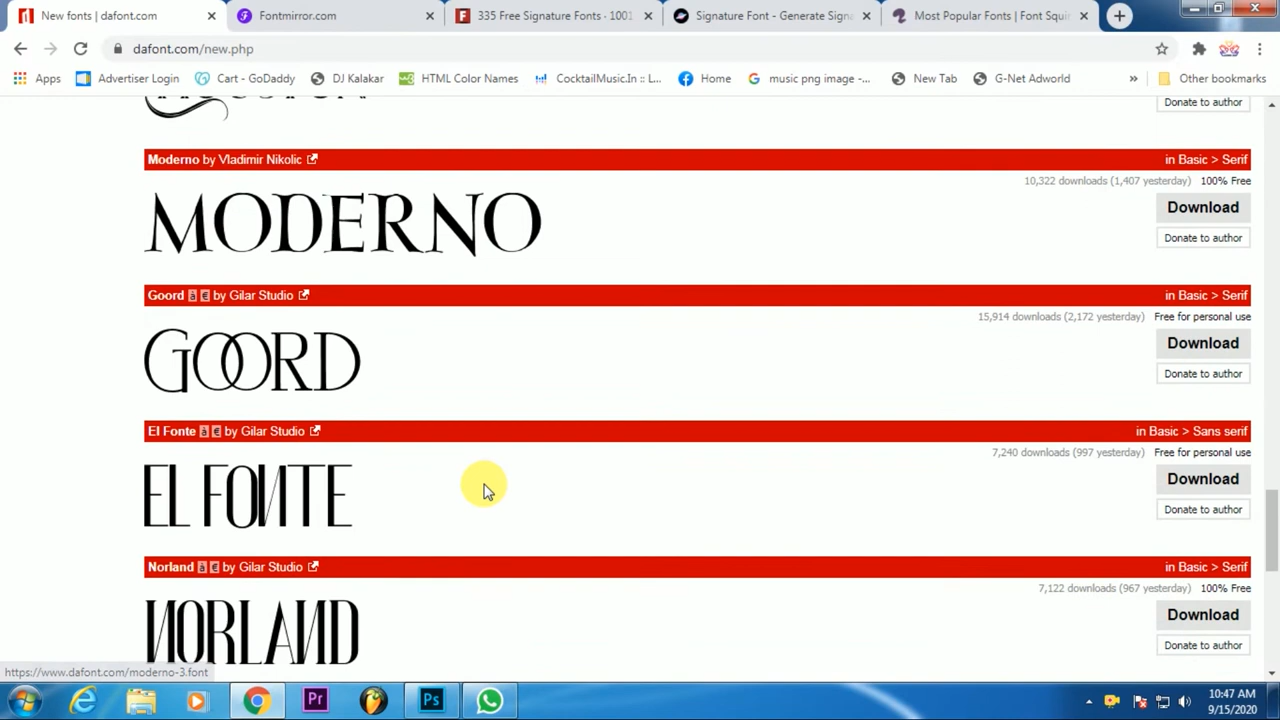 New fonts | dafont.com
Fontmirror.com
335 Free Signature Fonts · 1001
Signature Font - Generate Signa
Most Popular Fonts | Font Squir
dafont.com/new.php
Apps
Advertiser Login
Cart - GoDaddy
DJ Kalakar
HTML Color Names
CocktailMusic.In :: L...
Home
music png image -...
New Tab
G-Net Adworld
»
Other bookmarks
Donate to author
Moderno by Vladimir Nikolic
in Basic > Serif
10,322 downloads (1,407 yesterday) 100% Free
MODERNO
Download
Donate to author
Goord à € by Gilar Studio
in Basic > Serif
15,914 downloads (2,172 yesterday) Free for personal use
GOORD
Download
Donate to author
El Fonte à € by Gilar Studio
in Basic > Sans serif
7,240 downloads (997 yesterday) Free for personal use
EL FONTE
Download
Donate to author
Norland à € by Gilar Studio
in Basic > Serif
7,122 downloads (967 yesterday) 100% Free
NORLAND
Download
Donate to author
https://www.dafont.com/moderno-3.font
Pr
Ps
10:47 AM
9/15/2020